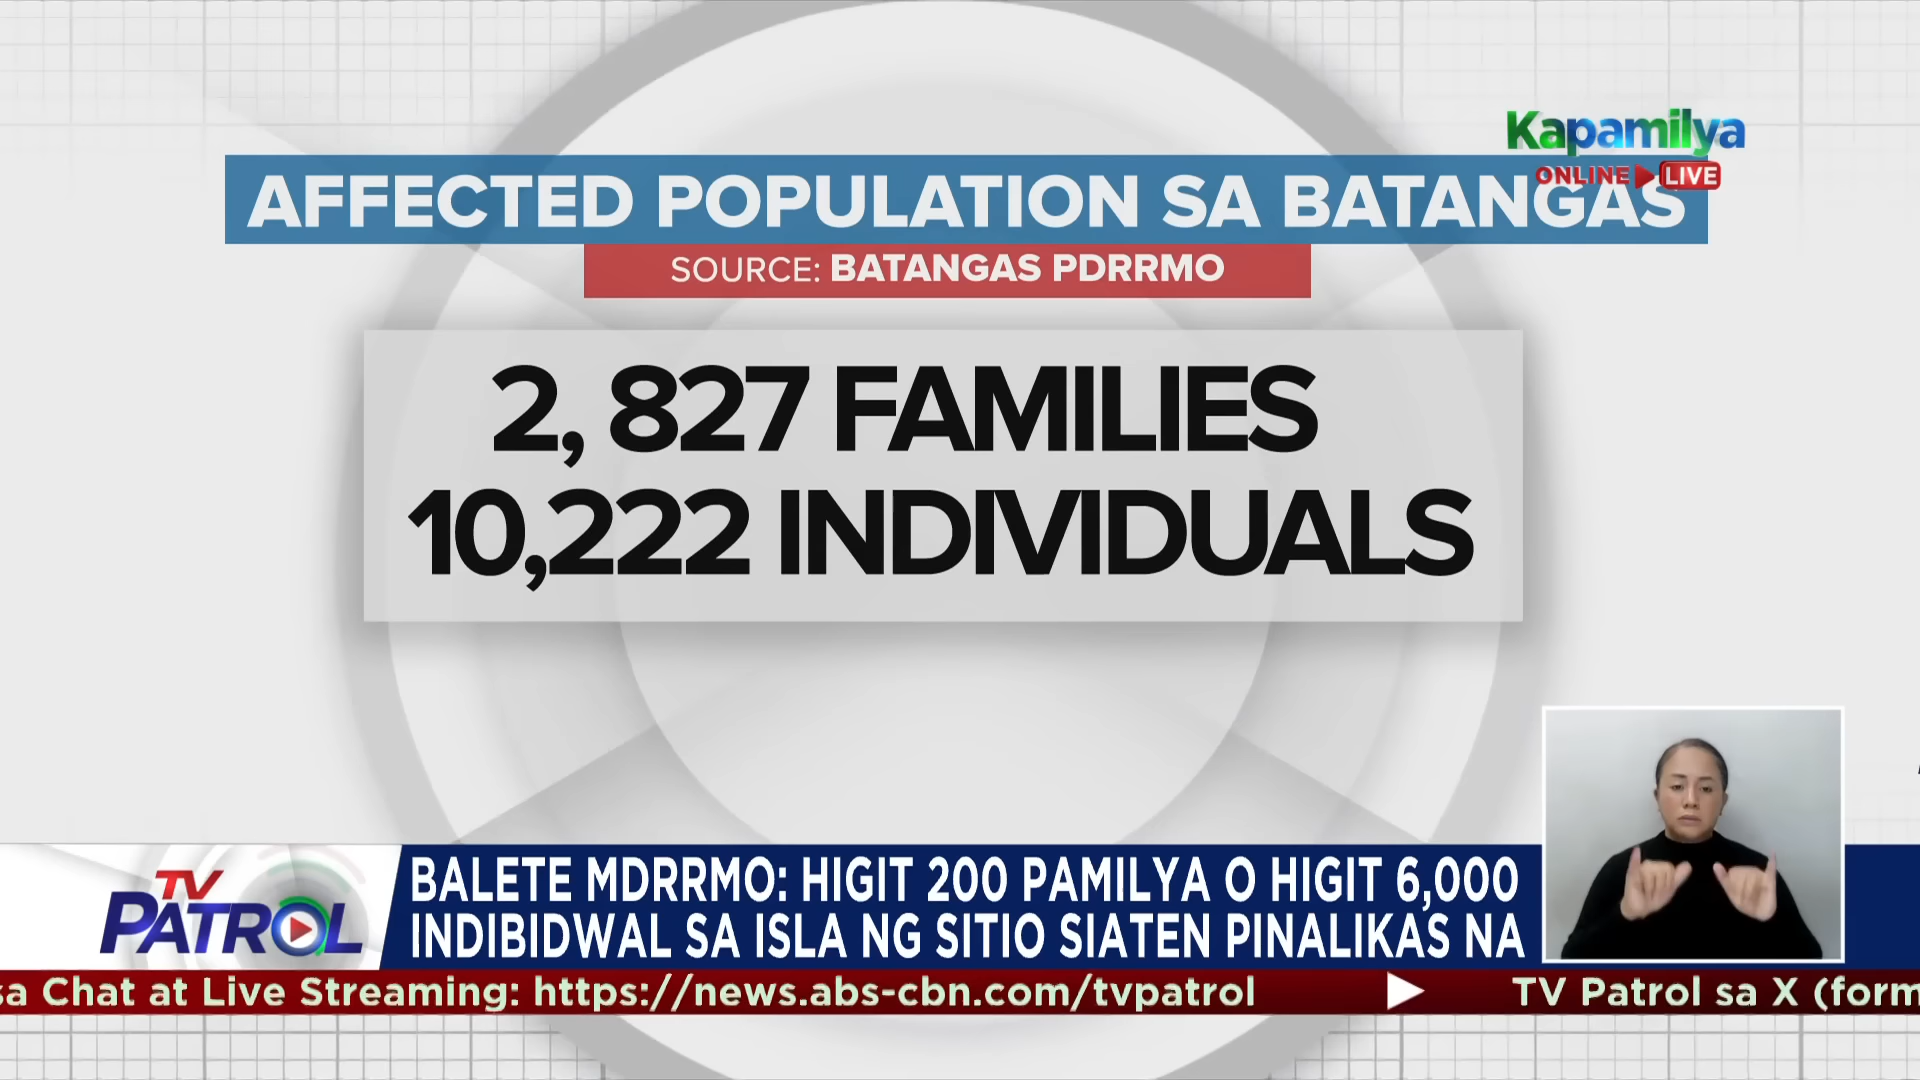 Kapamilya
ONLINE LIVE
AFFECTED POPULATION SA BATANGAS
SOURCE: BATANGAS PDRRMO
2, 827 FAMILIES
10,222 INDIVIDUALS
TV
PATROL
BALETE MDRRMO: HIGIT 200 PAMILYA O HIGIT 6,000
INDIBIDWAL SA ISLA NG SITIO SIATEN PINALIKAS NA
sa Chat at Live Streaming: https://news.abs-cbn.com/tvpatrol TV Patrol sa X (form